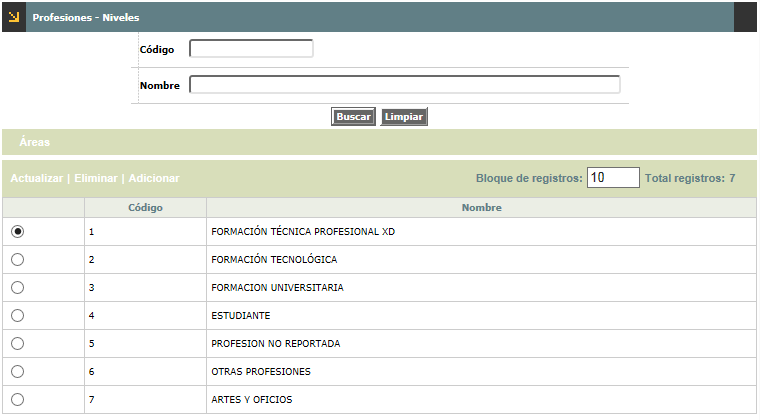 Profesiones - Niveles
Código
Nombre
Buscar Limpiar
Áreas
Actualizar | Eliminar | Adicionar Bloque de registros: 10 Total registros: 7
Código Nombre
1 FORMACIÓN TÉCNICA PROFESIONAL XD
2 FORMACIÓN TECNOLÓGICA
3 FORMACION UNIVERSITARIA
4 ESTUDIANTE
5 PROFESION NO REPORTADA
6 OTRAS PROFESIONES
7 ARTES Y OFICIOS